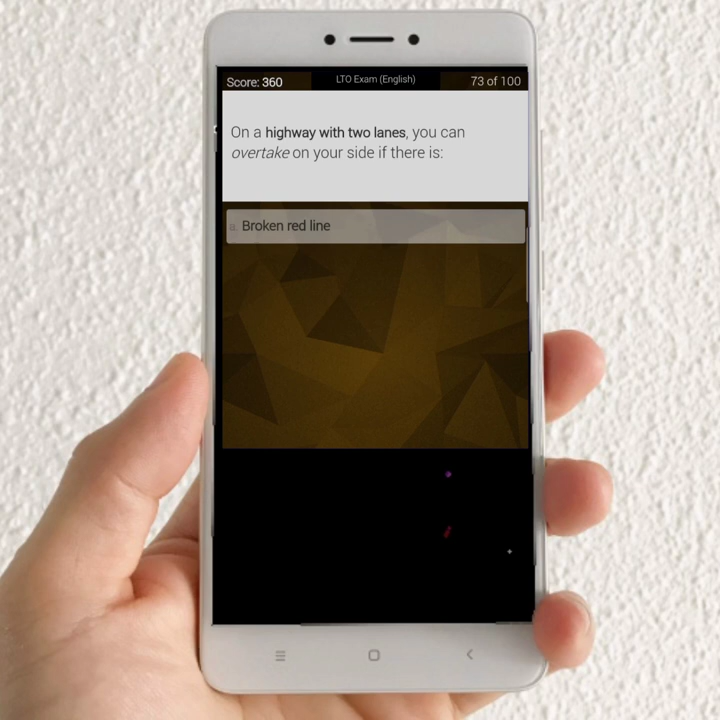 Score: 360
LTO Exam (English)
73 of 100
On a highway with two lanes, you can
overtake on your side if there is:
Broken red line